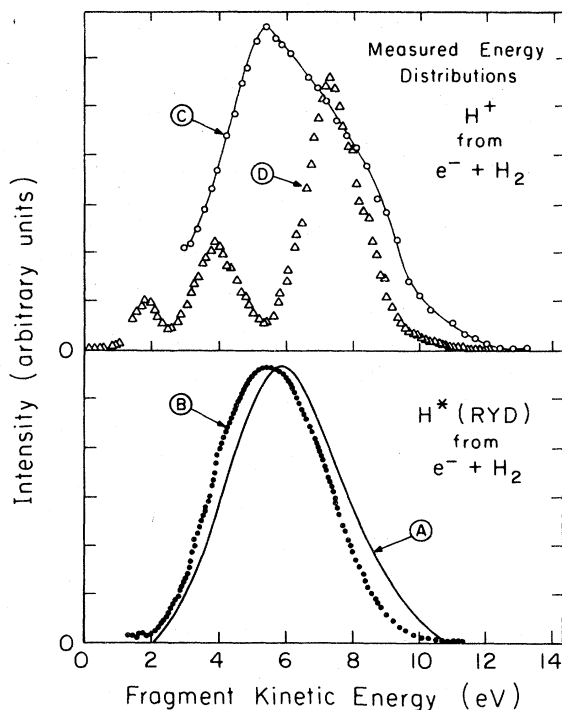 Measured Energy
Distributions
H+
from
e⁻ + H₂
C
D
0
Intensity (arbitrary units)
B
H* (RYD)
from
e⁻ + H₂
A
0
0 2 4 6 8 10 12 14
Fragment Kinetic Energy (eV)